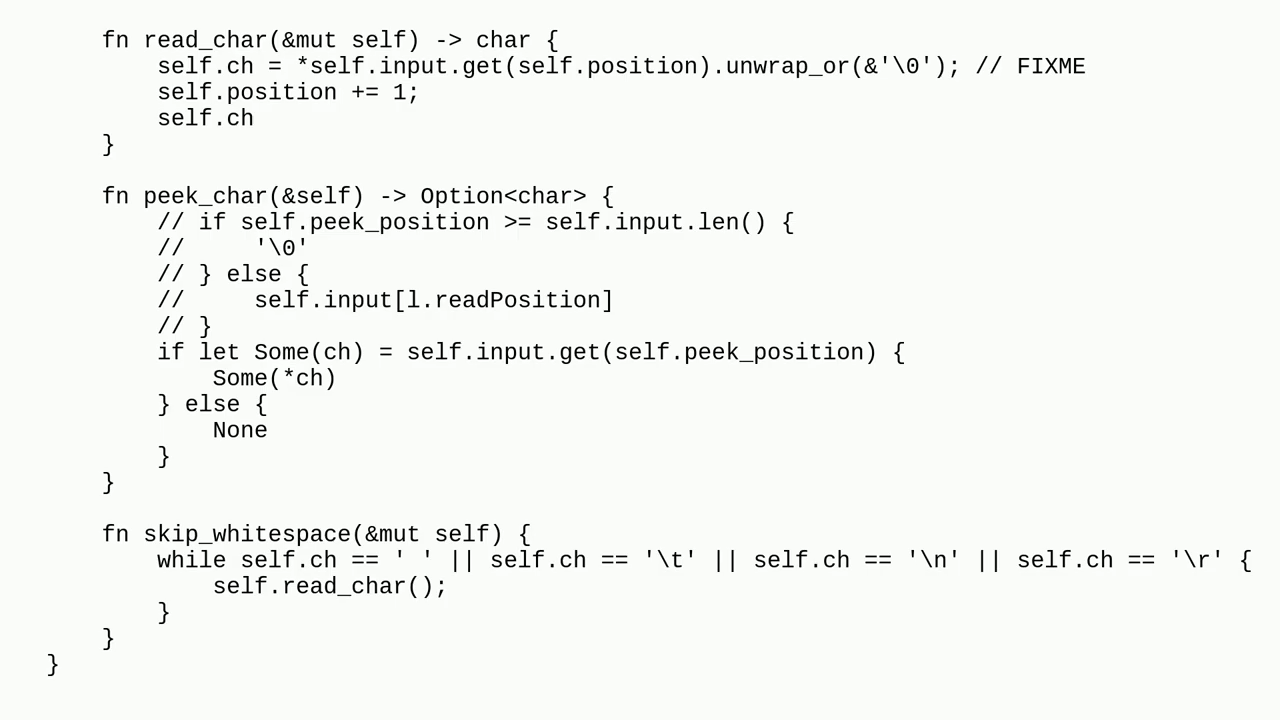 fn read_char(&mut self) -> char {
self.ch = *self.input.get(self.position).unwrap_or(&'\0'); // FIXME
self.position += 1;
self.ch
}
fn peek_char(&self) -> Option<char> {
// if self.peek_position >= self.input.len() {
//     '\0'
// } else {
//     self.input[l.readPosition]
// }
if let Some(ch) = self.input.get(self.peek_position) {
Some(*ch)
} else {
None
}
}
fn skip_whitespace(&mut self) {
while self.ch == ' ' || self.ch == '\t' || self.ch == '\n' || self.ch == '\r' {
self.read_char();
}
}
}